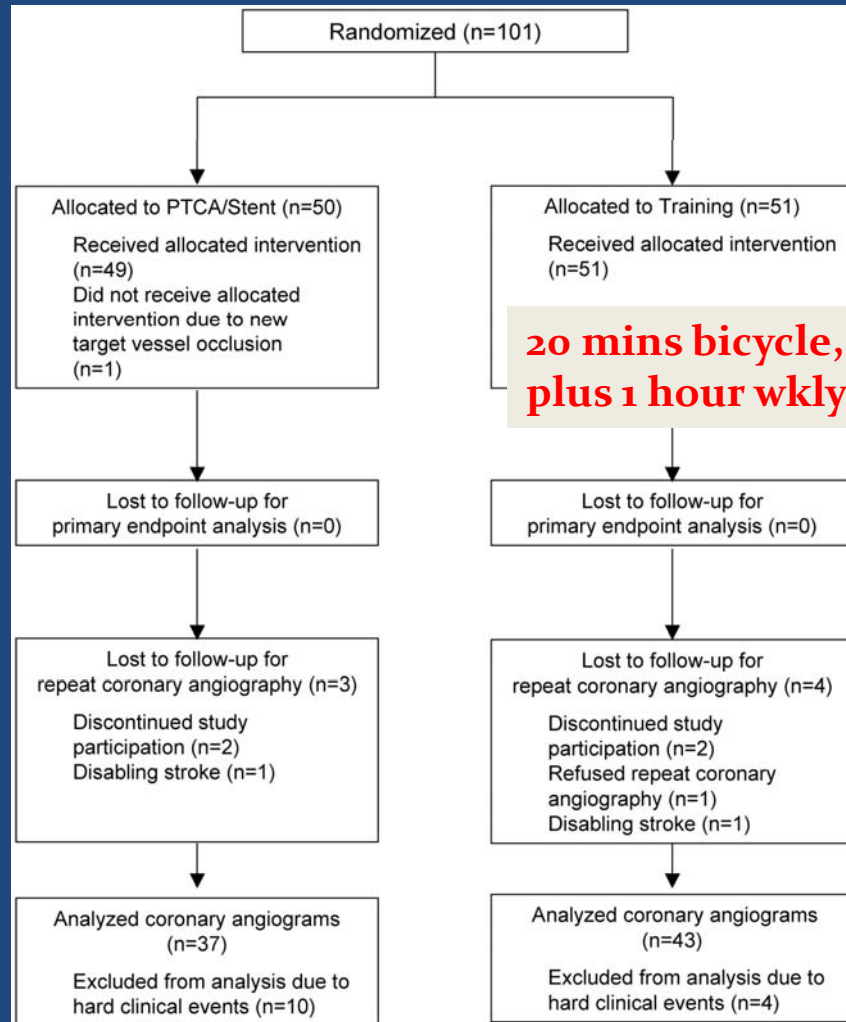 Randomized (n=101)
Allocated to PTCA/Stent (n=50)
Received allocated intervention
(n=49)
Did not receive allocated
intervention due to new
target vessel occlusion
(n=1)
Allocated to Training (n=51)
Received allocated intervention
(n=51)
20 mins bicycle,
plus 1 hour wkly
Lost to follow-up for
primary endpoint analysis (n=0)
Lost to follow-up for
primary endpoint analysis (n=0)
Lost to follow-up for
repeat coronary angiography (n=3)
Discontinued study
participation (n=2)
Disabling stroke (n=1)
Lost to follow-up for
repeat coronary angiography (n=4)
Discontinued study
participation (n=2)
Refused repeat coronary
angiography (n=1)
Disabling stroke (n=1)
Analyzed coronary angiograms
(n=37)
Excluded from analysis due to
hard clinical events (n=10)
Analyzed coronary angiograms
(n=43)
Excluded from analysis due to
hard clinical events (n=4)